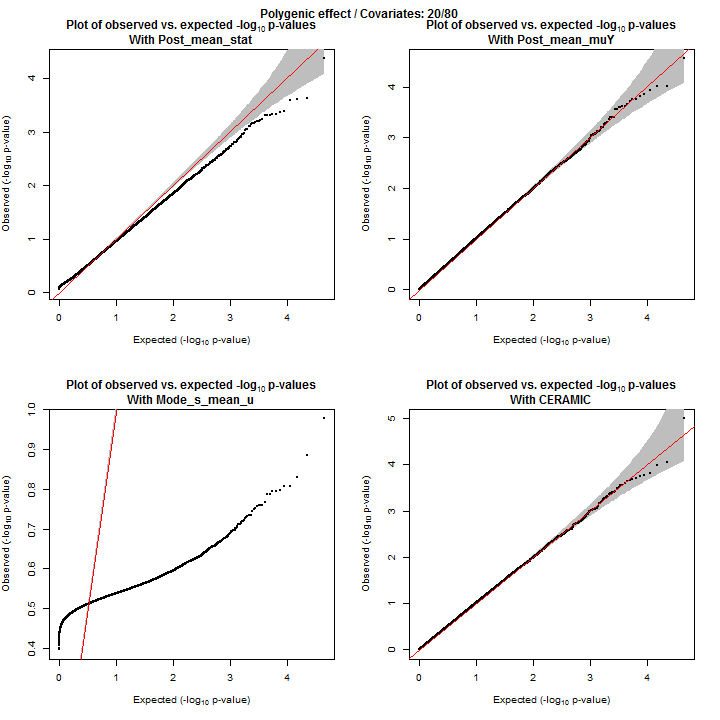 Polygenic effect / Covariates: 20/80
Plot of observed vs. expected -log10 p-values
With Post_mean_stat
Observed (-log10 p-value)
4
3
2
1
0
0 1 2 3 4
Expected (-log10 p-value)
Plot of observed vs. expected -log10 p-values
With Post_mean_muY
Observed (-log10 p-value)
4
3
2
1
0
0 1 2 3 4
Expected (-log10 p-value)
Plot of observed vs. expected -log10 p-values
With Mode_s_mean_u
Observed (-log10 p-value)
1.0
0.9
0.8
0.7
0.6
0.5
0.4
0 1 2 3 4
Expected (-log10 p-value)
Plot of observed vs. expected -log10 p-values
With CERAMIC
Observed (-log10 p-value)
5
4
3
2
1
0
0 1 2 3 4
Expected (-log10 p-value)